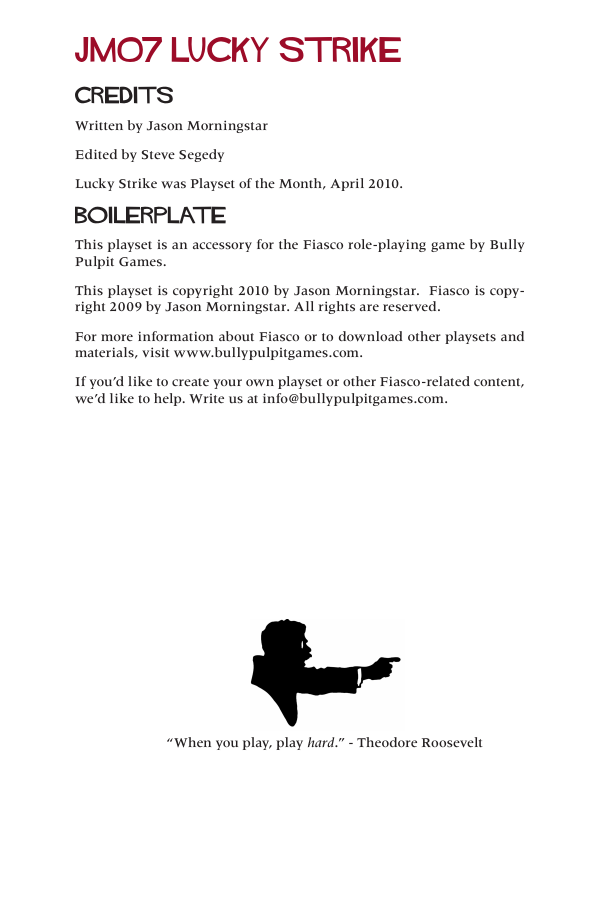 JM07 LUCKY STRIKE
CREDITS
Written by Jason Morningstar
Edited by Steve Segedy
Lucky Strike was Playset of the Month, April 2010.
BOILERPLATE
This playset is an accessory for the Fiasco role-playing game by Bully
Pulpit Games.
This playset is copyright 2010 by Jason Morningstar.  Fiasco is copy-
right 2009 by Jason Morningstar. All rights are reserved.
For more information about Fiasco or to download other playsets and
materials, visit www.bullypulpitgames.com.
If you’d like to create your own playset or other Fiasco-related content,
we’d like to help. Write us at info@bullypulpitgames.com.
“When you play, play hard.” - Theodore Roosevelt